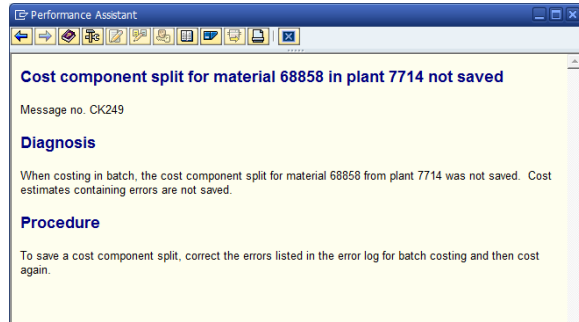 Performance Assistant
Cost component split for material 68858 in plant 7714 not saved
Message no. CK249
Diagnosis
When costing in batch, the cost component split for material 68858 from plant 7714 was not saved.  Cost
estimates containing errors are not saved.
Procedure
To save a cost component split, correct the errors listed in the error log for batch costing and then cost
again.